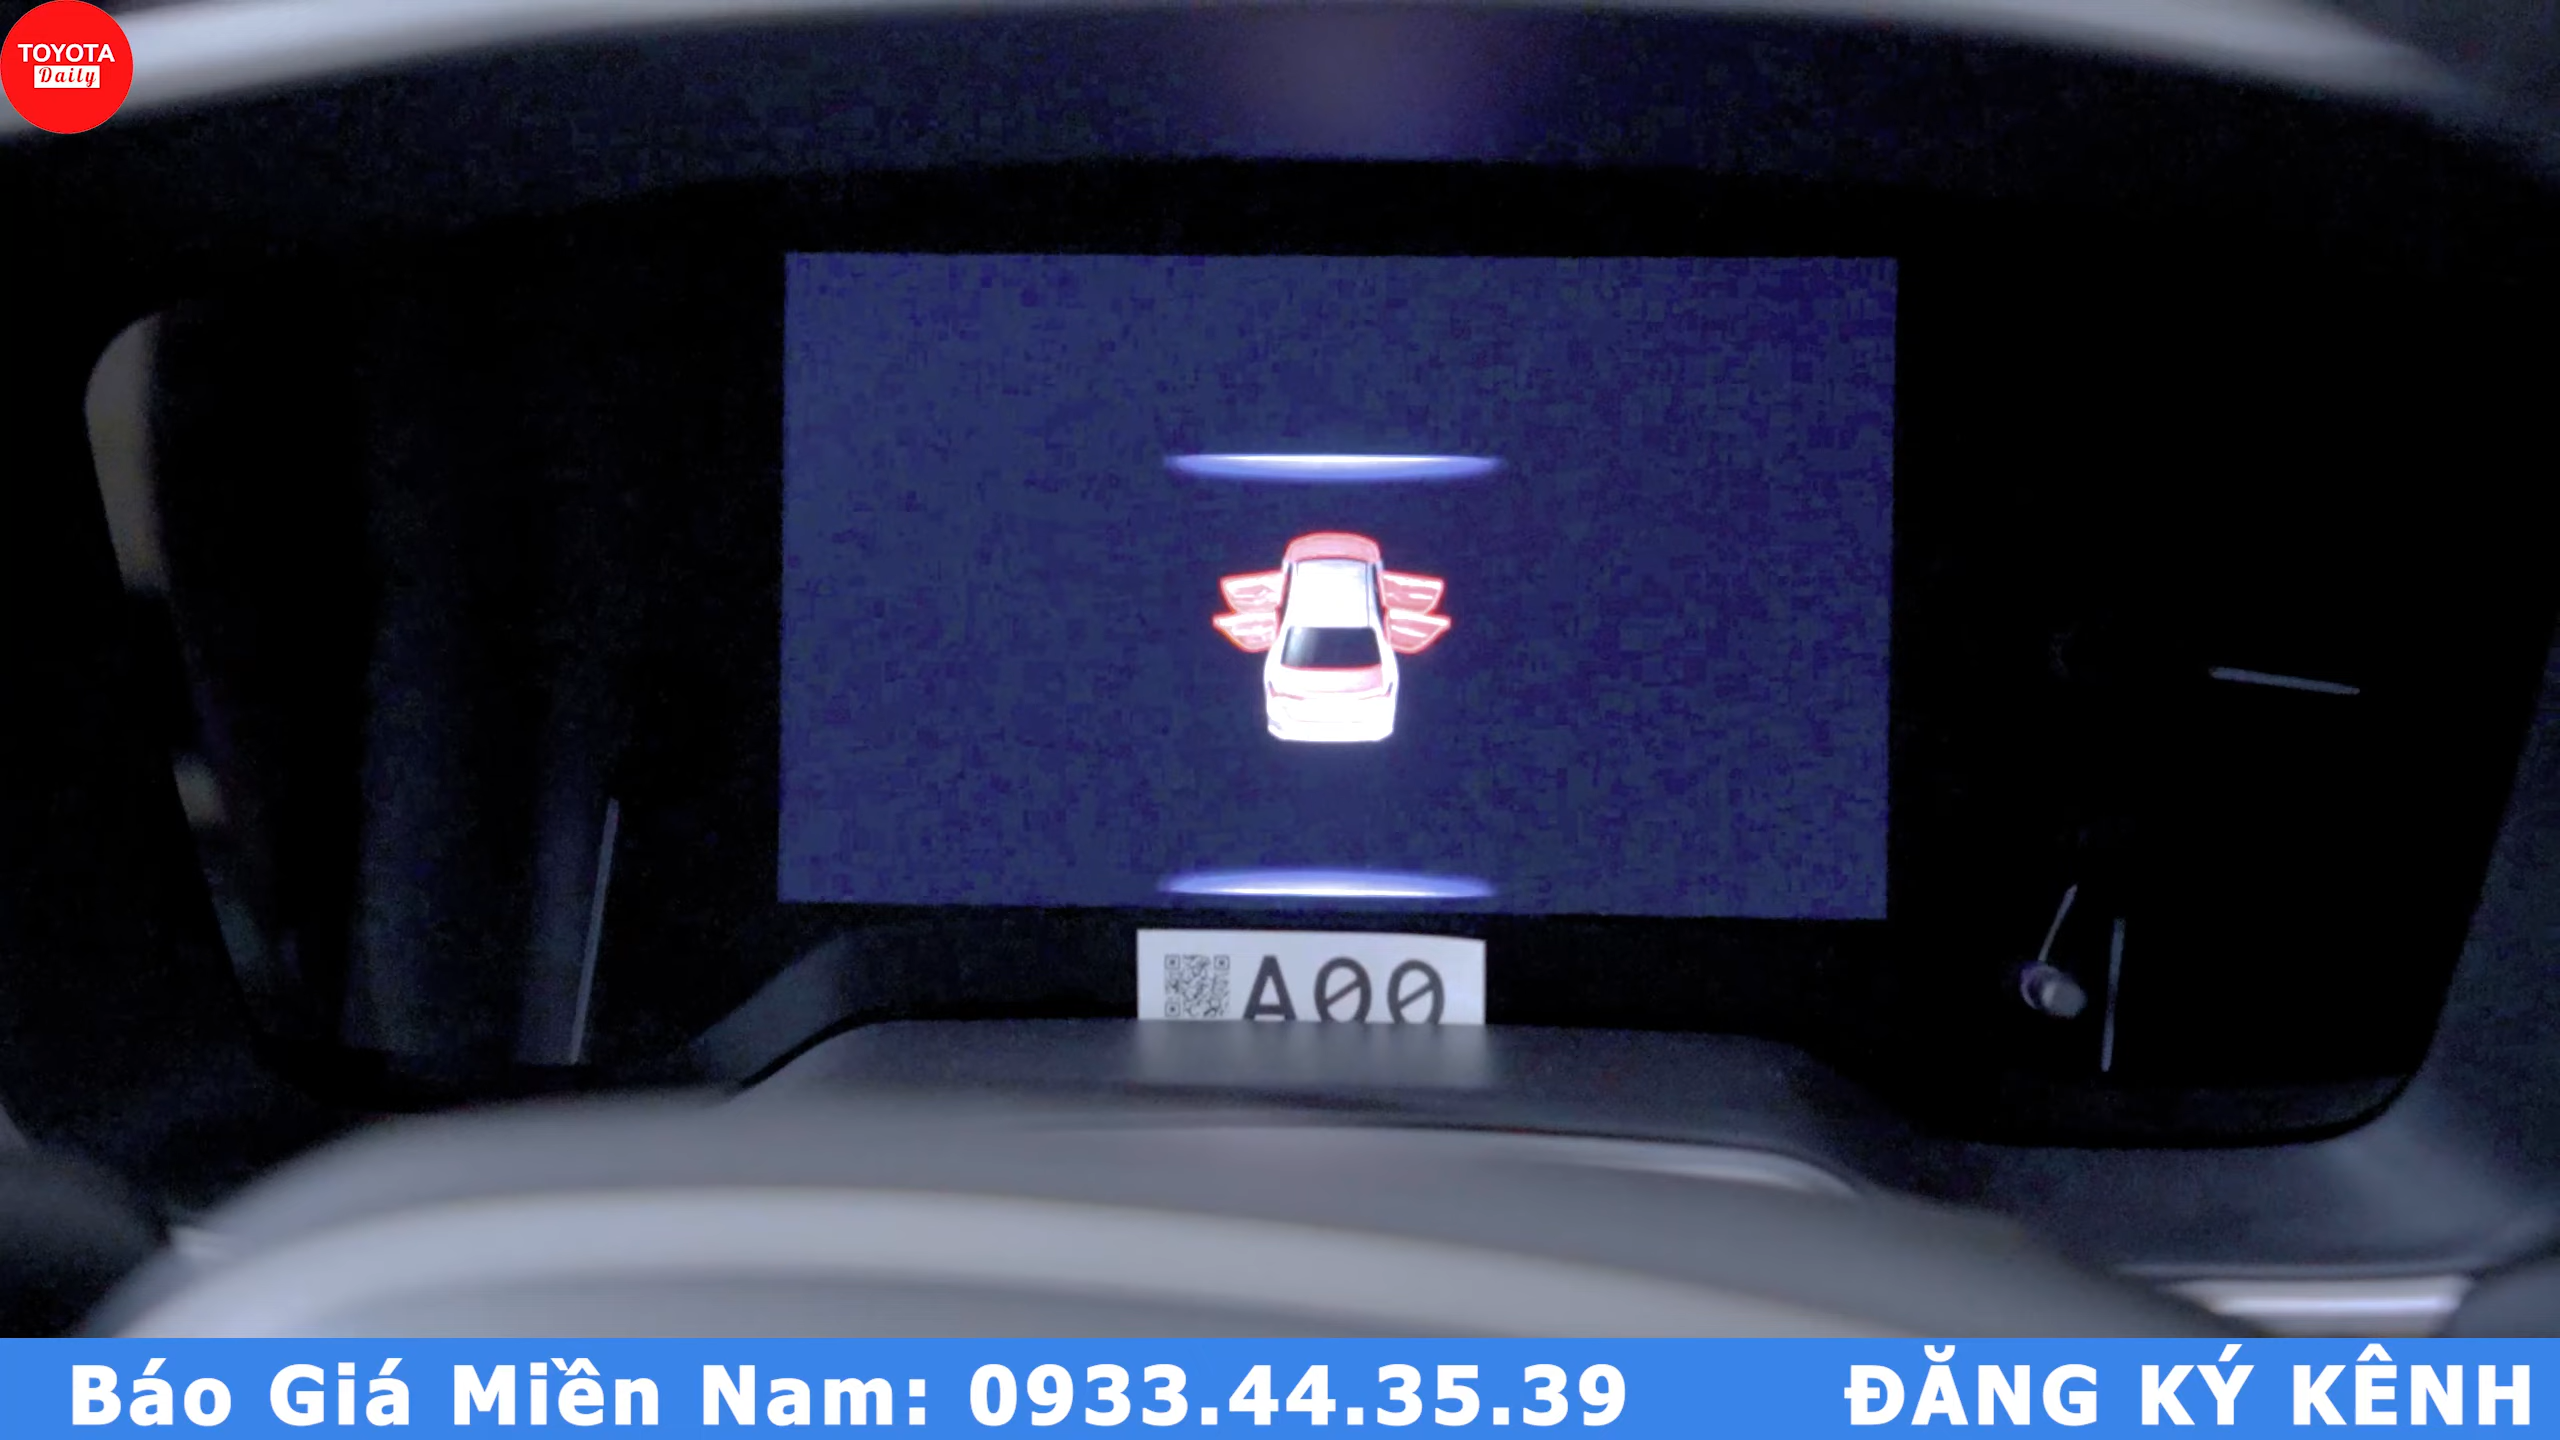 TOYOTA
Daily
A00
Báo Giá Miền Nam: 0933.44.35.39
ĐĂNG KÝ KÊNH